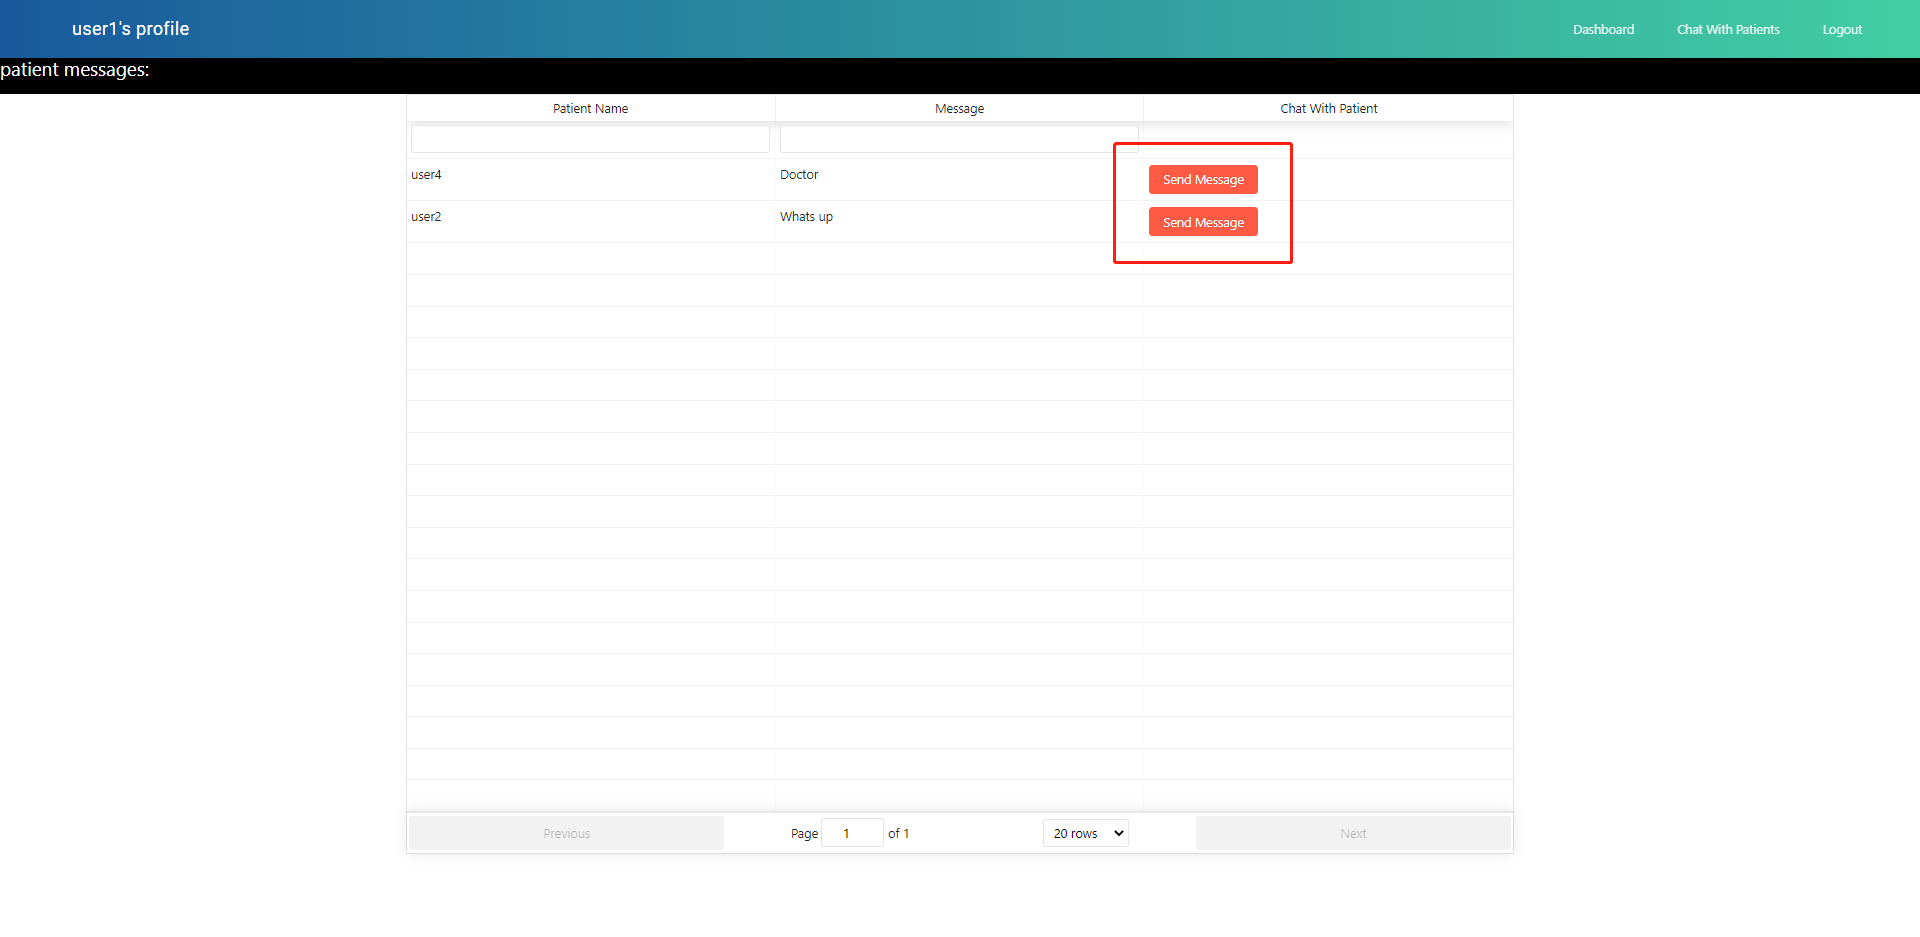 user1's profile
Dashboard
Chat With Patients
Logout
patient messages:
Patient Name
Message
Chat With Patient
user4
Doctor
Send Message
user2
Whats up
Send Message
Previous
Page 1 of 1
20 rows
Next